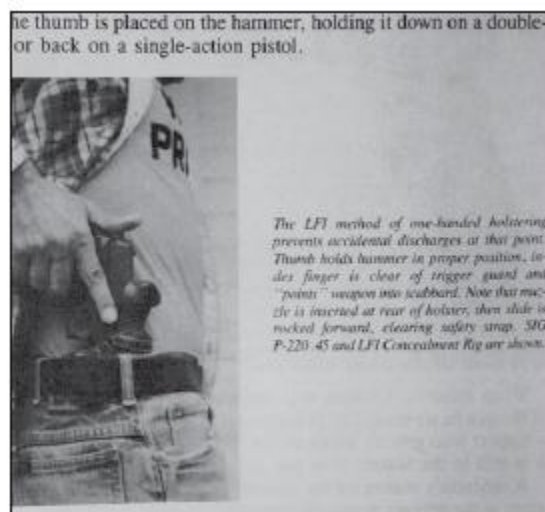 ne thumb is placed on the hammer, holding it down on a double-
or back on a single-action pistol.
PR
The LFI method of one-handed holstering
prevents accidental discharges at that point.
Thumb holds hammer in proper position, in-
dex finger is clear of trigger guard and
"points" weapon into scabbard. Note that muz-
zle is inserted at rear of holster, then slide is
rocked forward, clearing safety strap. SIG
P-220 .45 and LFI Concealment Rig are shown.